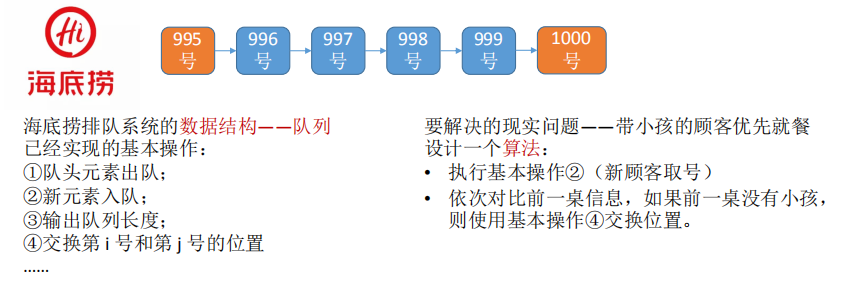 Hi
海底捞
995号
996号
997号
998号
999号
1000号
海底捞排队系统的数据结构——队列
已经实现的基本操作：
①队头元素出队；
②新元素入队；
③输出队列长度；
④交换第 i 号和第 j 号的位置
……
要解决的现实问题——带小孩的顾客优先就餐
设计一个算法：
• 执行基本操作②（新顾客取号）
• 依次对比前一桌信息，如果前一桌没有小孩，
则使用基本操作④交换位置。